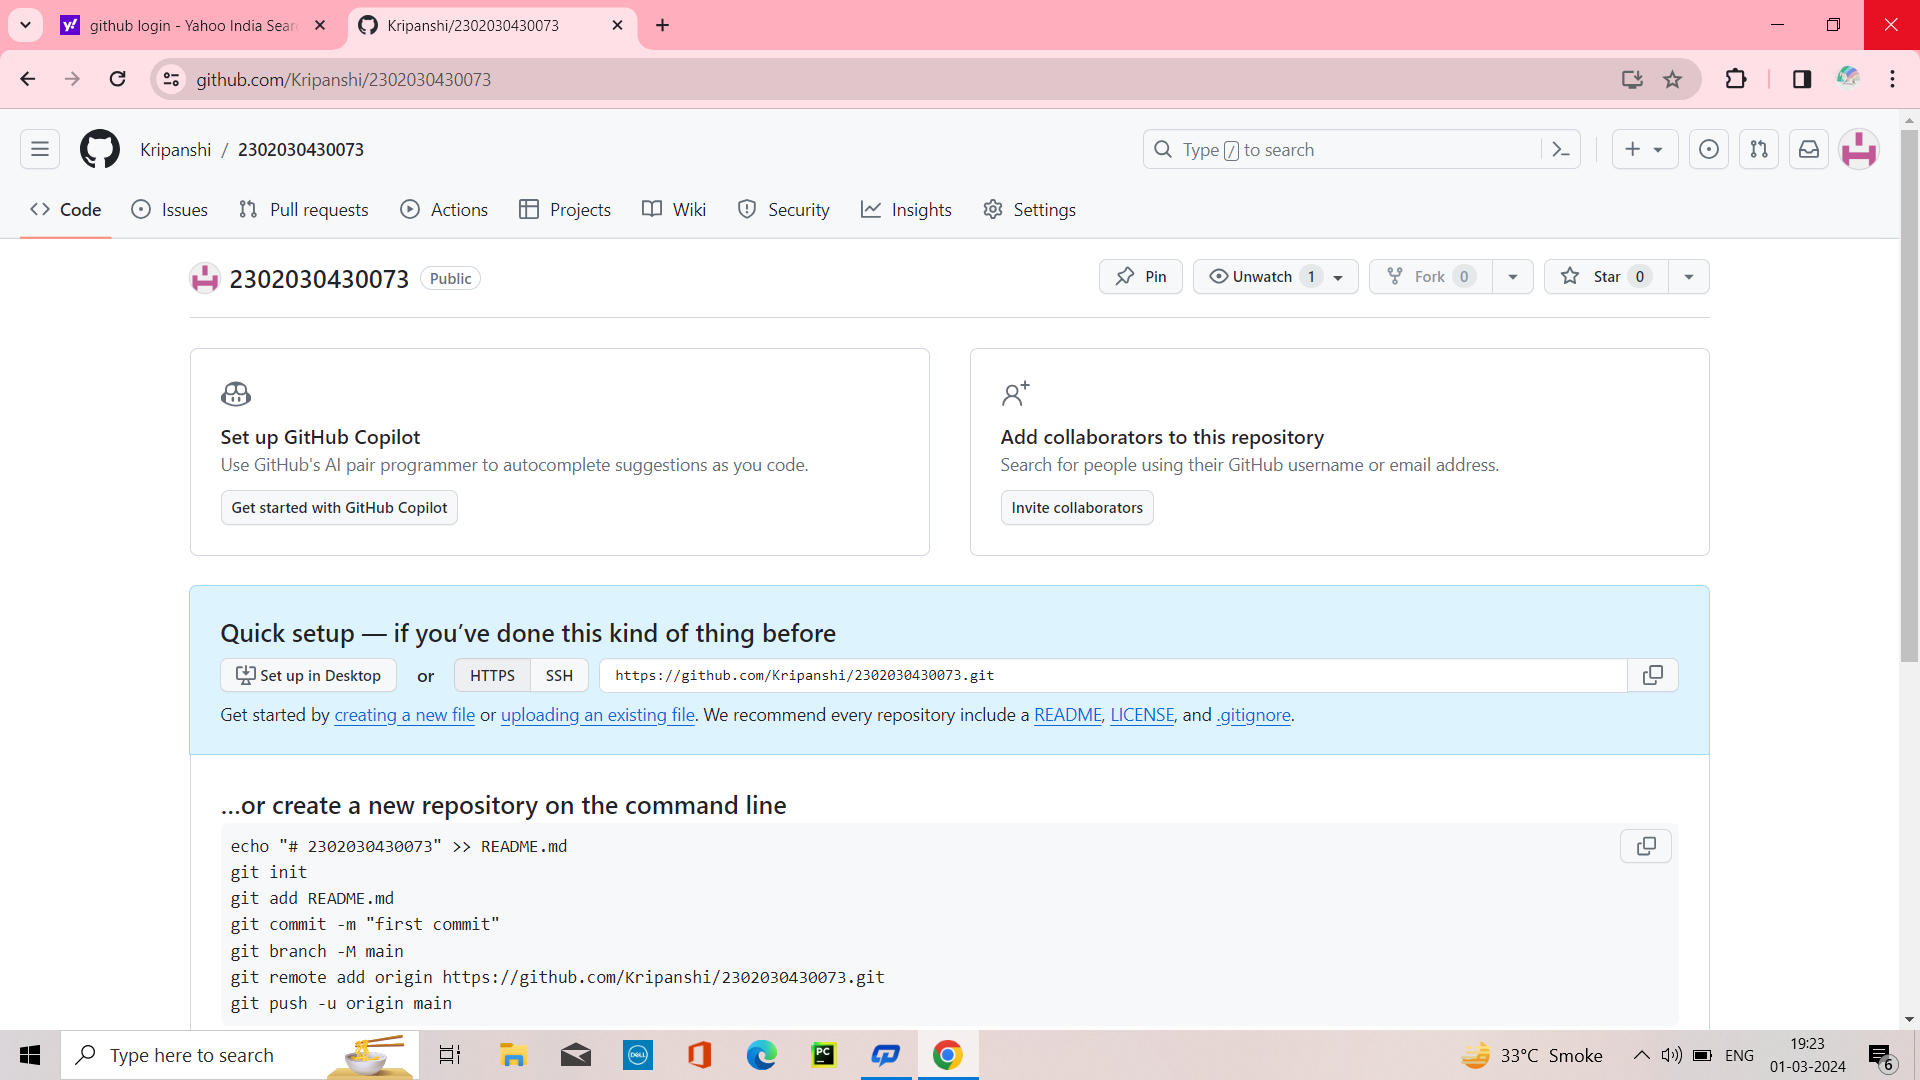 github login - Yahoo India Sear
Kripanshi/2302030430073
github.com/Kripanshi/2302030430073
Kripanshi / 2302030430073
Type / to search
Code Issues Pull requests Actions Projects Wiki Security Insights Settings
2302030430073 Public
Pin Unwatch 1 Fork 0 Star 0
Set up GitHub Copilot
Use GitHub's AI pair programmer to autocomplete suggestions as you code.
Get started with GitHub Copilot
Add collaborators to this repository
Search for people using their GitHub username or email address.
Invite collaborators
Quick setup — if you’ve done this kind of thing before
Set up in Desktop or HTTPS SSH https://github.com/Kripanshi/2302030430073.git
Get started by creating a new file or uploading an existing file. We recommend every repository include a README, LICENSE, and .gitignore.
…or create a new repository on the command line
echo "# 2302030430073" >> README.md
git init
git add README.md
git commit -m "first commit"
git branch -M main
git remote add origin https://github.com/Kripanshi/2302030430073.git
git push -u origin main
Type here to search
DELL
PC
33°C Smoke
ENG
19:23
01-03-2024
6